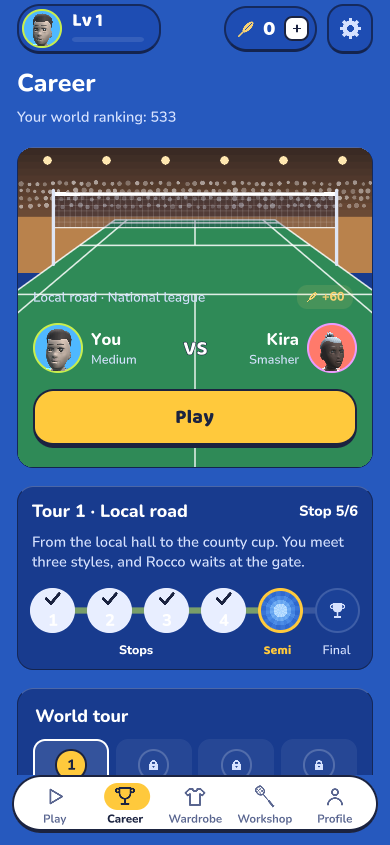 Lv 1
0
+
Career
Your world ranking: 533
Local road · National league
+60
You
Medium
VS
Kira
Smasher
Play
Tour 1 · Local road
Stop 5/6
From the local hall to the county cup. You meet
three styles, and Rocco waits at the gate.
1 2 3 4
Stops
Semi
Final
World tour
1
Play
Career
Wardrobe
Workshop
Profile